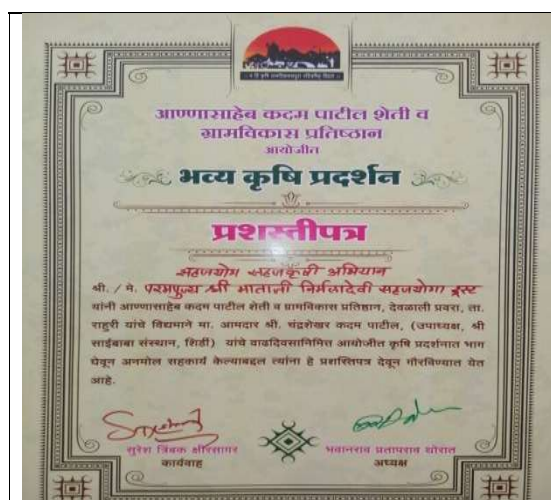 आण्णासाहेब कदम पाटील शेती व
ग्रामविकास प्रतिष्ठान
आयोजीत
भव्य कृषि प्रदर्शन
प्रशस्तीपत्र
सहजयोग सहजकृषी अभियान
श्री. / मे. परमपुज्य श्री माताजी निर्मलादेवी सहजयोगा ट्रस्ट
यांनी आण्णासाहेब कदम पाटील शेती व ग्रामविकास प्रतिष्ठान, देवळाली प्रवरा, ता.
राहुरी यांचे विद्यमाने मा. आमदार श्री. चंद्रशेखर कदम पाटील, (उपाध्यक्ष, श्री
साईबाबा संस्थान, शिर्डी) यांचे वाढदिवसानिमित्त आयोजीत कृषि प्रदर्शनात भाग
घेवून अनमोल सहकार्य केल्याबद्दल त्यांना हे प्रशस्तिपत्र देवून गौरविण्यात येत
आहे.
सुरेश त्रिंबक क्षीरसागर
कार्यवाह
भवानराव प्रतापराव थोरात
अध्यक्ष